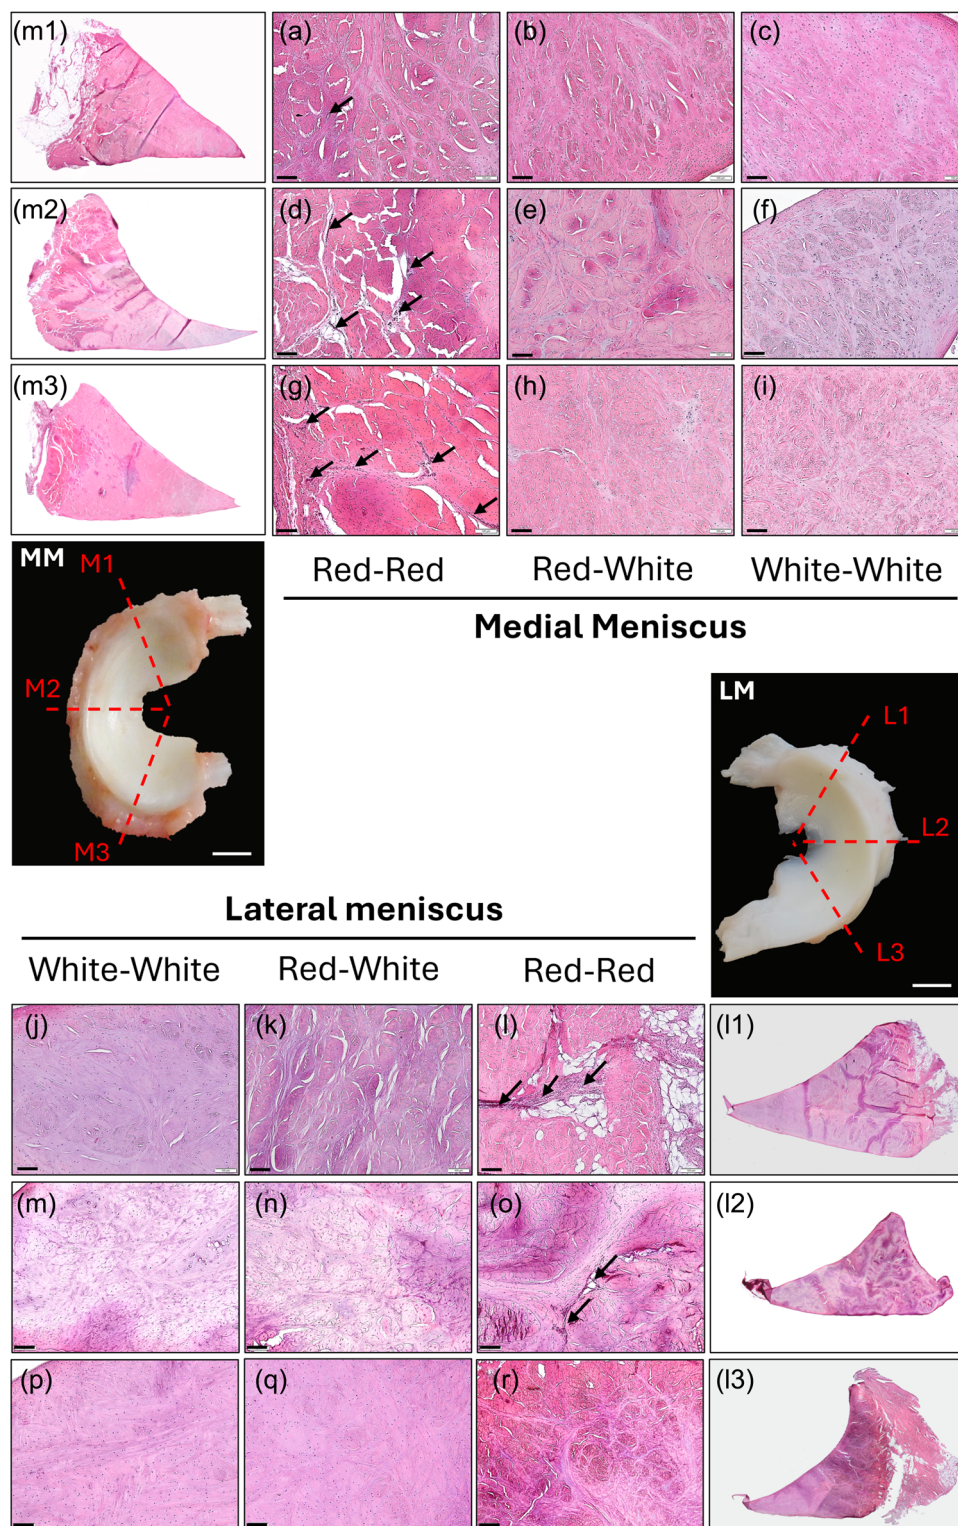 (m1)
(a)
(b)
(c)
(m2)
(d)
(e)
(f)
(m3)
(g)
(h)
(i)
MM
M1
M2
M3
Red-Red
Red-White
White-White
Medial Meniscus
LM
L1
L2
L3
Lateral meniscus
White-White
Red-White
Red-Red
(j)
(k)
(l)
(l1)
(m)
(n)
(o)
(l2)
(p)
(q)
(r)
(l3)